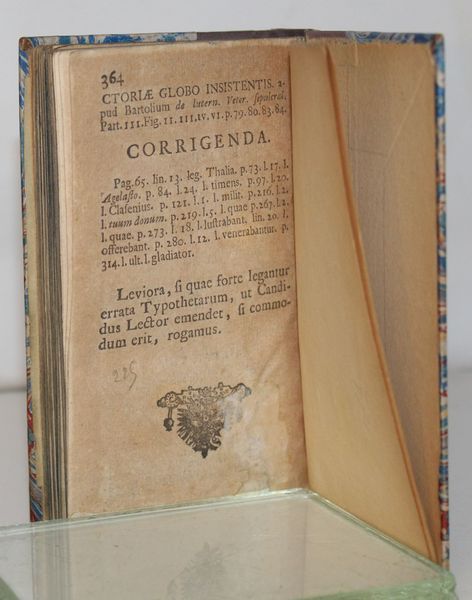 364
CTORIÆ GLOBO INSISTENTIS. a-
pud Bartolium de lucern. Veter. sepulcral.
Part. III. Fig. II. III. IV. VI. p. 79. 80. 83. 84.
CORRIGENDA.
Pag. 65. lin. 13. leg. Thalia. p. 73. l. 17. l.
Agelasto. p. 84. l. 24. l. timens. p. 97. l. 20.
l. Clasenius. p. 121. l. 1. l. milit. p. 216. l. 2.
l. tuum donum. p. 219. l. 5. l. quae p. 267. l. 2.
l. quae. p. 273. l. 18. l. lustrabant, lin. 20. l.
offerebant. p. 280. l. 12. l. venerabantur. p.
314. l. ult. l. gladiator.
Leviora, si quae forte legantur
errata Typothetarum, ut Candi-
dus Lector emendet, si commo-
dum erit, rogamus.
225